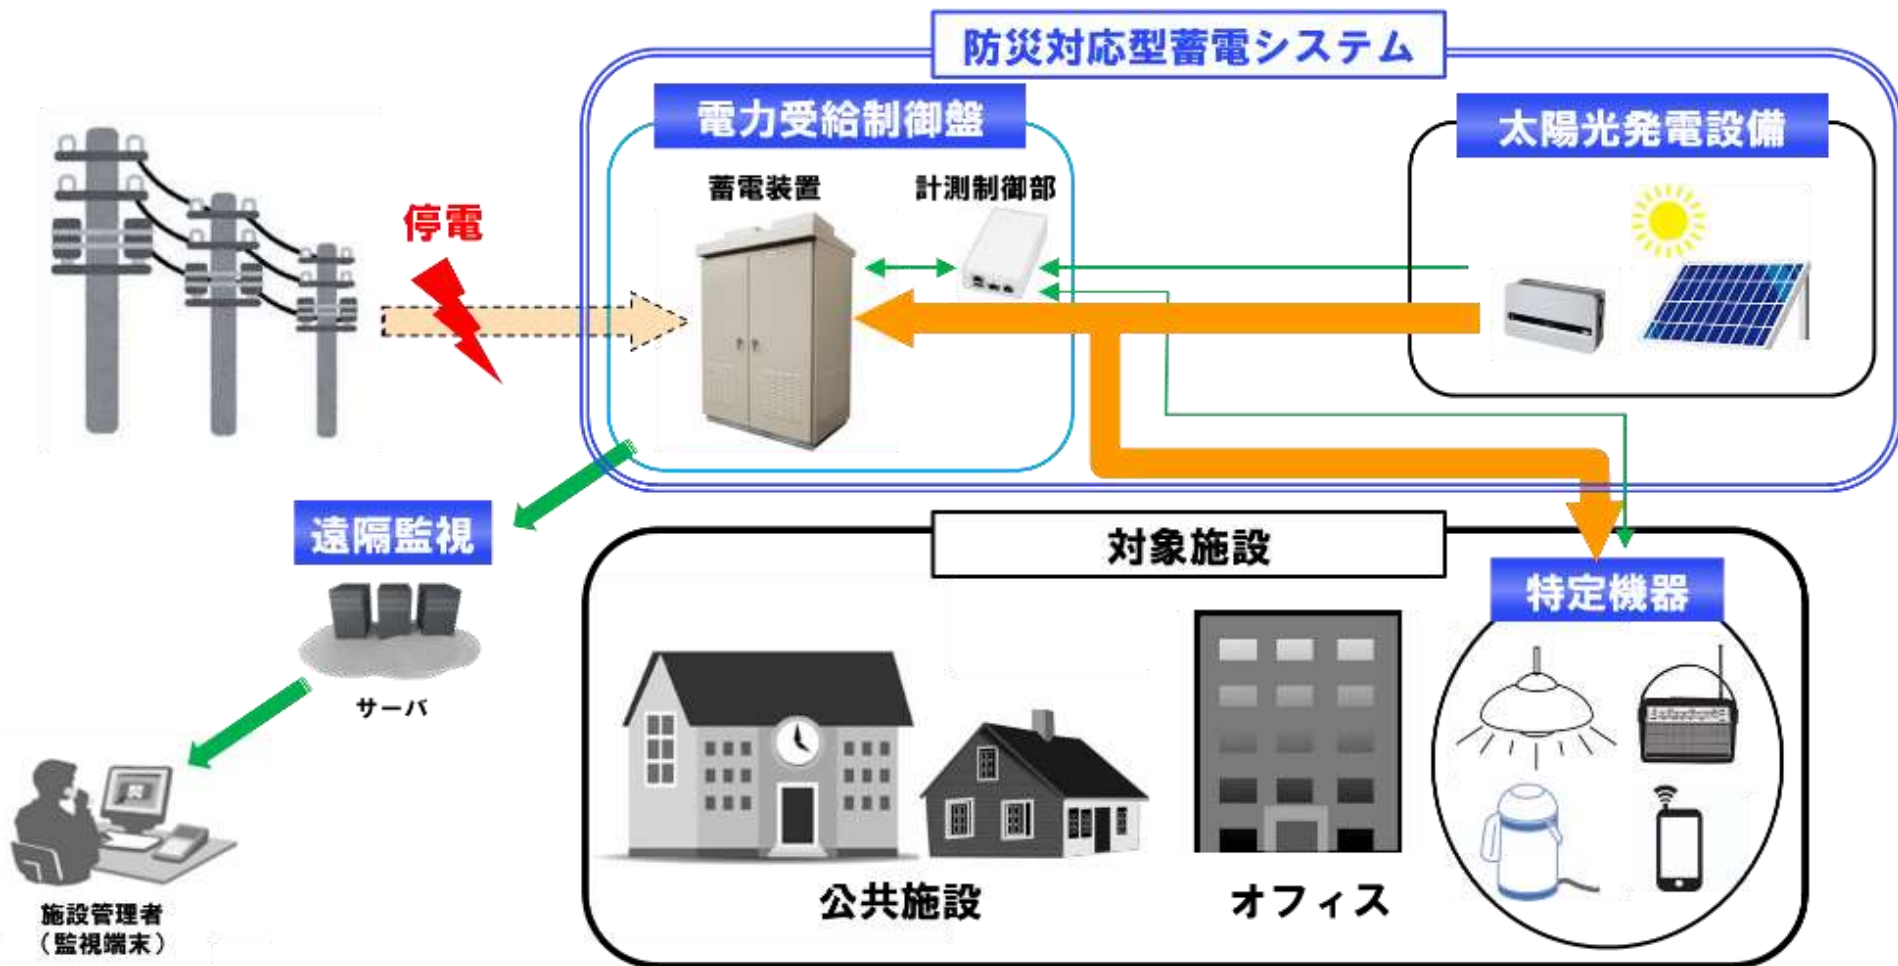 防災対応型蓄電システム
電力受給制御盤
太陽光発電設備
蓄電装置
計測制御部
停電
遠隔監視
サーバ
施設管理者
（監視端末）
対象施設
特定機器
公共施設
オフィス